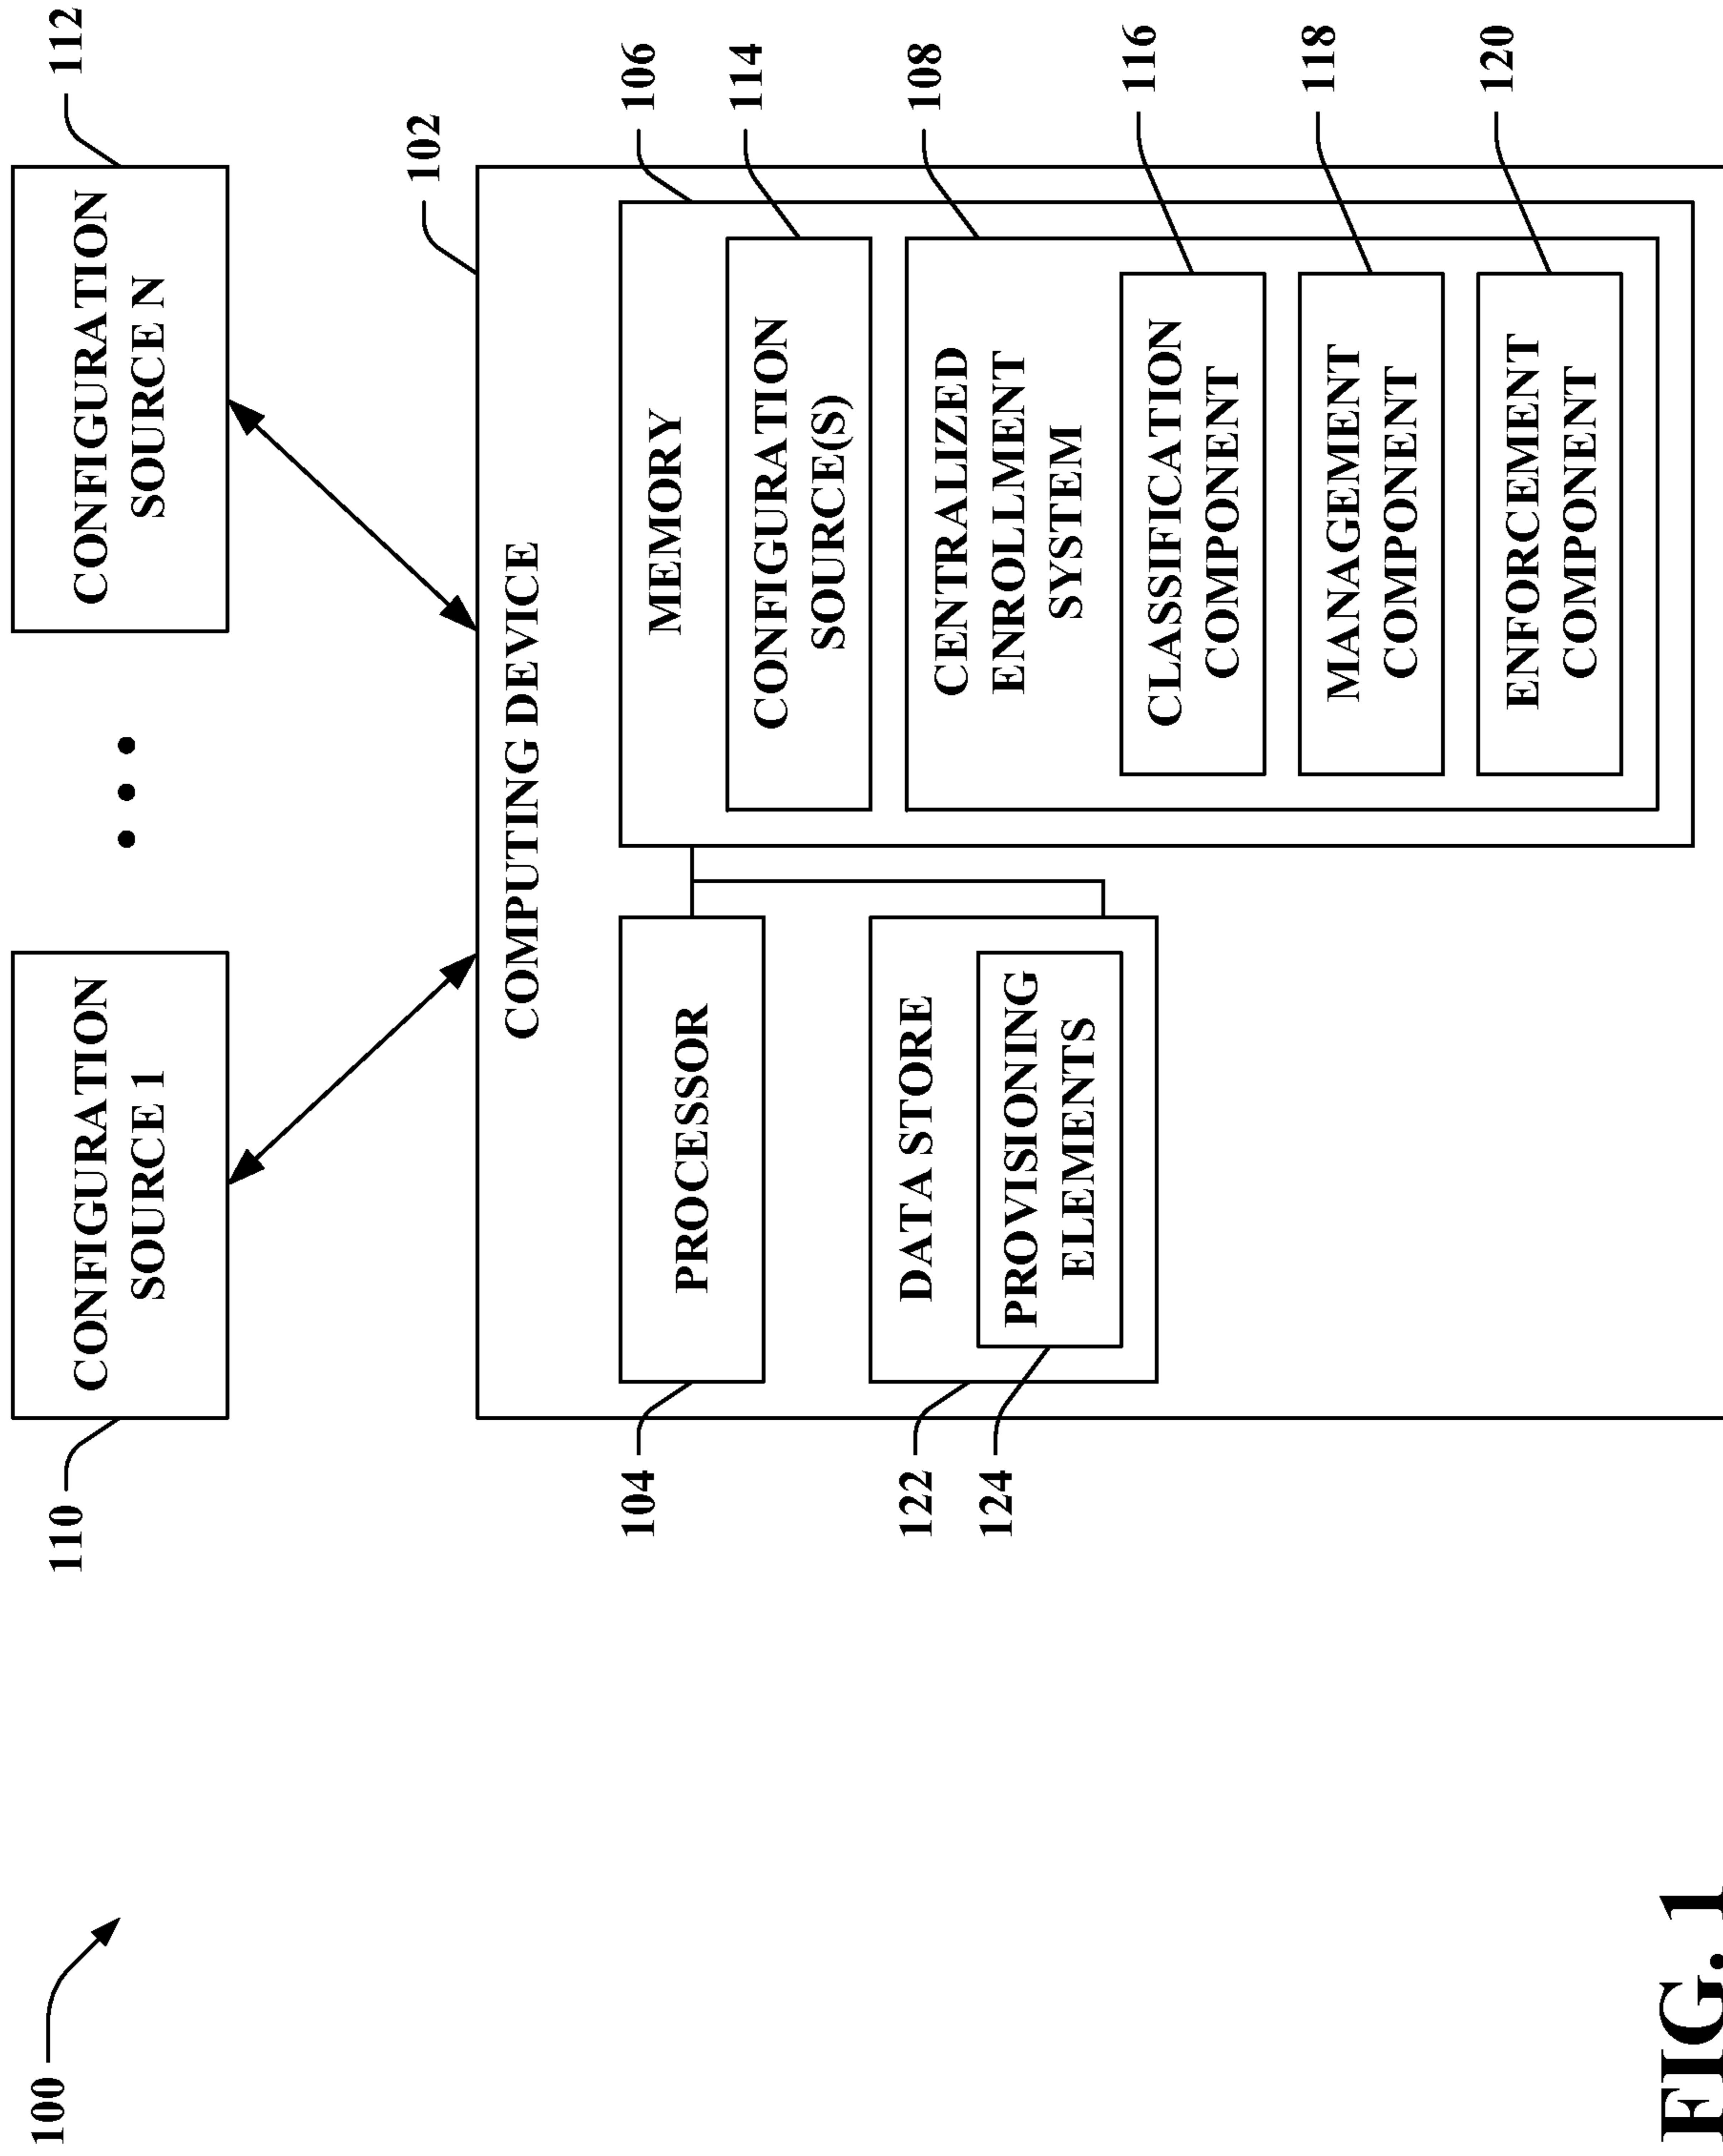 100
110
CONFIGURATION
SOURCE 1
CONFIGURATION
SOURCE N
112
102
COMPUTING DEVICE
104
PROCESSOR
MEMORY
106
CONFIGURATION
SOURCE(S)
114
122
DATA STORE
124
PROVISIONING
ELEMENTS
CENTRALIZED
ENROLLMENT
SYSTEM
108
CLASSIFICATION
COMPONENT
116
MANAGEMENT
COMPONENT
118
ENFORCEMENT
COMPONENT
120
FIG. 1